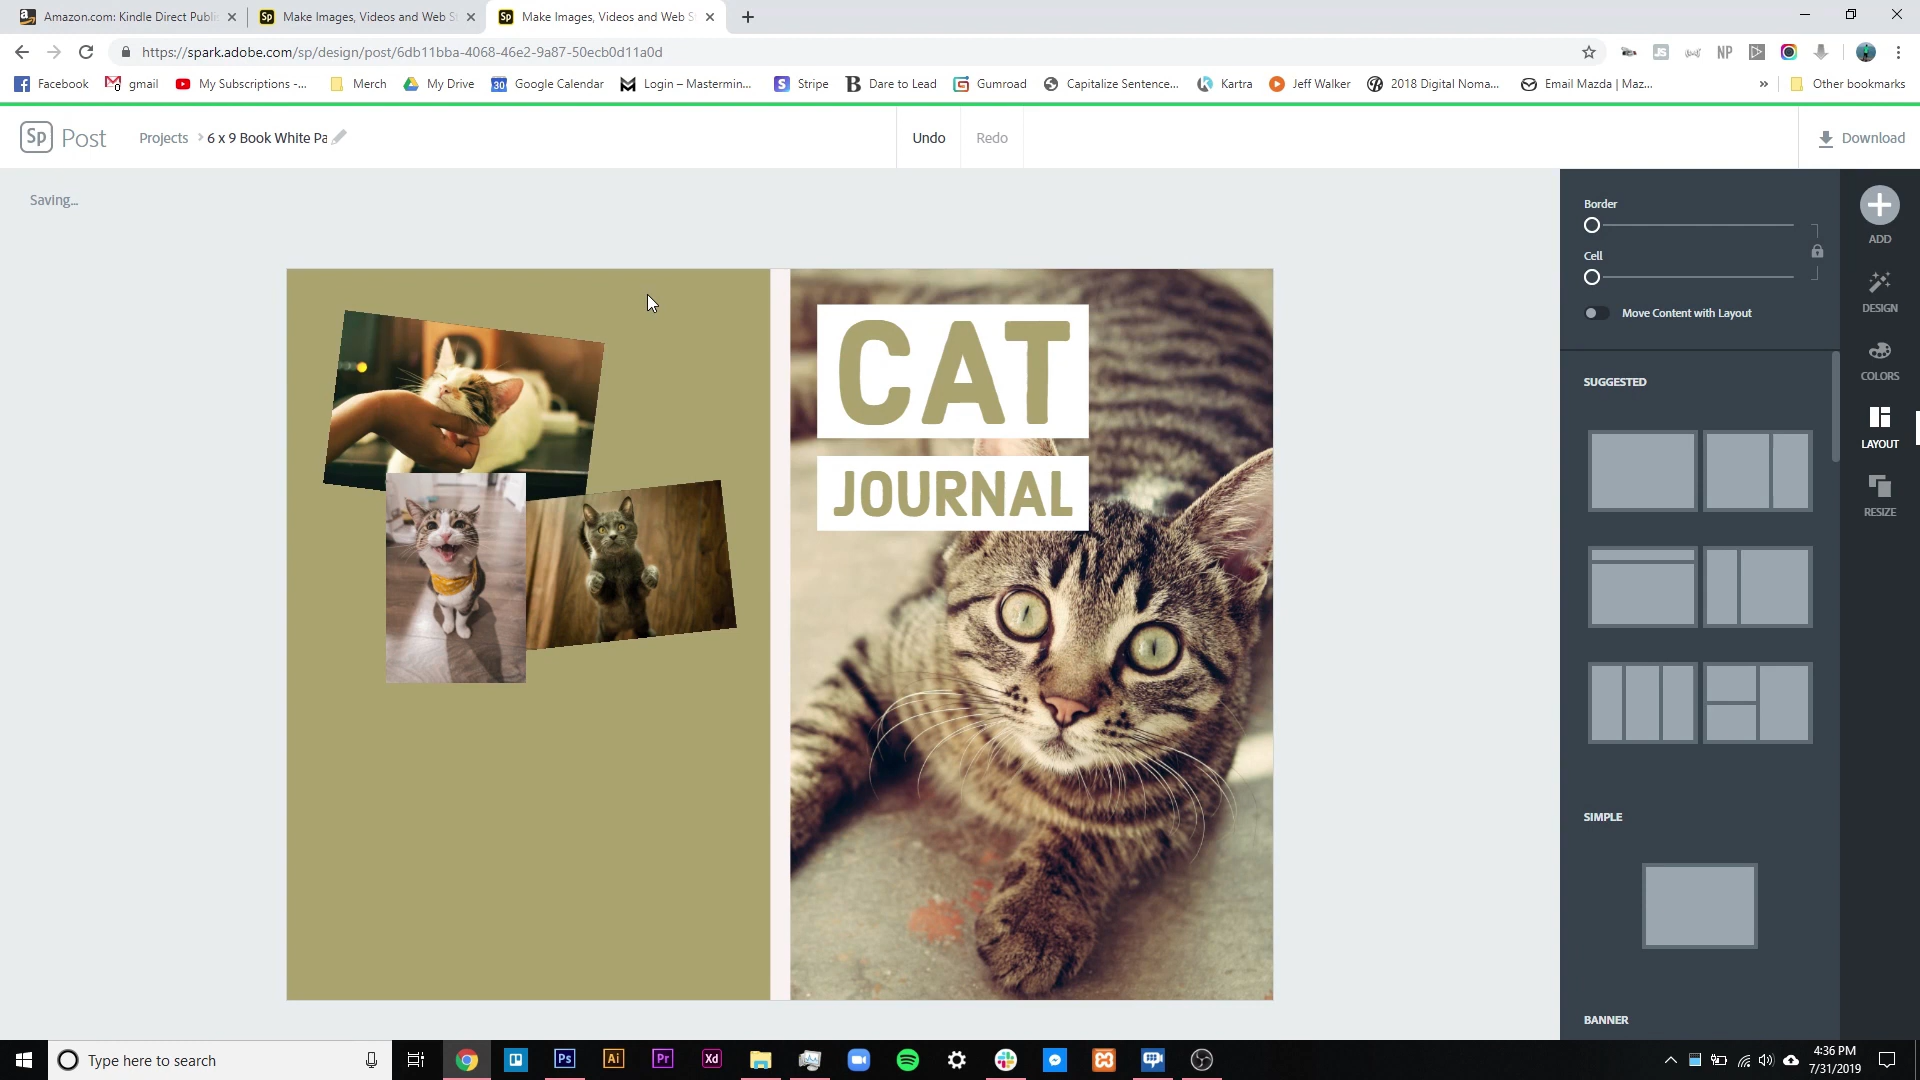 Amazon.com: Kindle Direct Publi
Make Images, Videos and Web S
Make Images, Videos and Web S
https://spark.adobe.com/sp/design/post/6db11bba-4068-46e2-9a87-50ecb0d11a0d
Facebook
gmail
My Subscriptions -...
Merch
My Drive
Google Calendar
Login – Mastermin...
Stripe
Dare to Lead
Gumroad
Capitalize Sentence...
Kartra
Jeff Walker
2018 Digital Noma...
Email Mazda | Maz...
»
Other bookmarks
Sp Post
Projects > 6 x 9 Book White Pa
Undo
Redo
Download
Saving...
Border
Cell
Move Content with Layout
SUGGESTED
SIMPLE
BANNER
ADD
DESIGN
COLORS
LAYOUT
RESIZE
CAT
JOURNAL
Type here to search
4:36 PM
7/31/2019